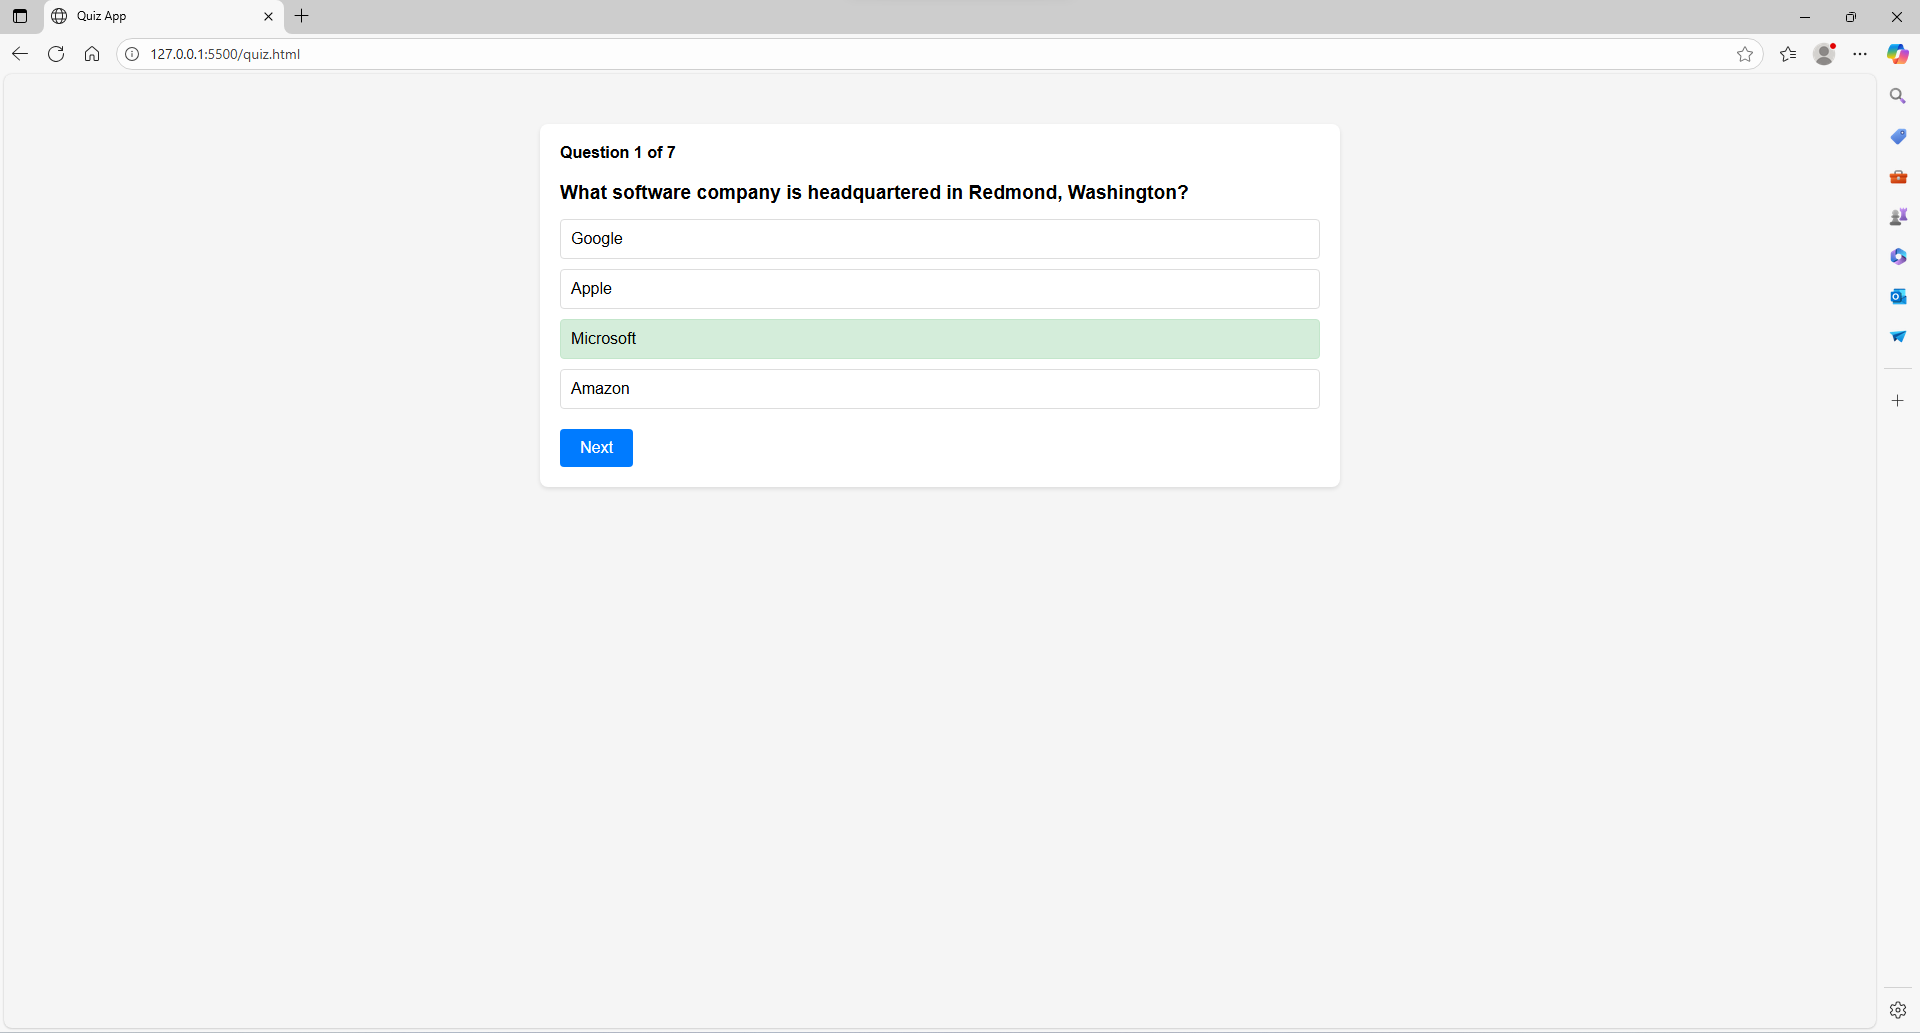 Quiz App
127.0.0.1:5500/quiz.html
Question 1 of 7
What software company is headquartered in Redmond, Washington?
Google
Apple
Microsoft
Amazon
Next